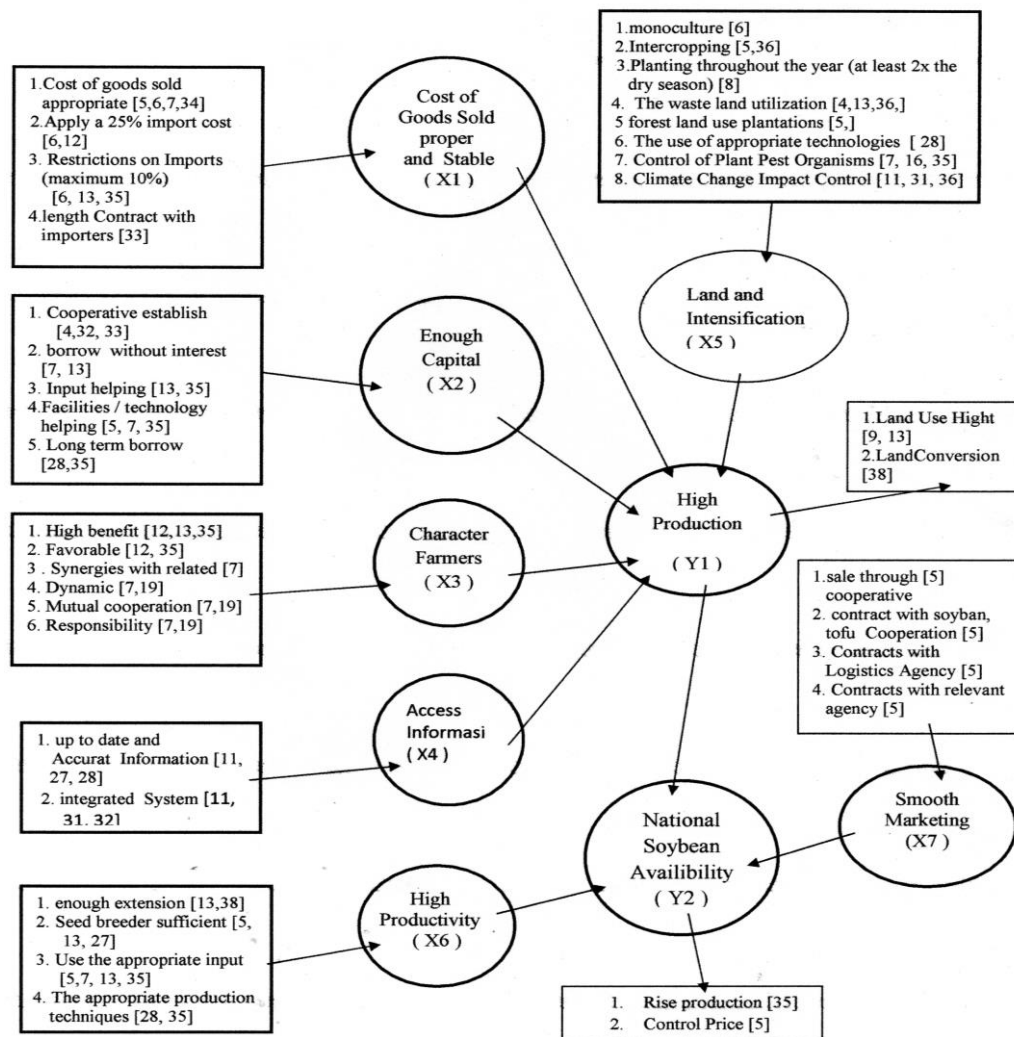 1.monoculture [6]
2.Intercropping [5,36]
3.Planting throughout the year (at least 2x the
dry season) [8]
4. The waste land utilization [4,13,36,]
5 forest land use plantations [5,]
6. The use of appropriate technologies [ 28]
7. Control of Plant Pest Organisms [7, 16, 35]
8. Climate Change Impact Control [11, 31, 36]
1.Cost of goods sold
appropriate [5,6,7,34]
2.Apply a 25% import cost
[6,12]
3. Restrictions on Imports
(maximum 10%)
[6, 13, 35]
4.length Contract with
importers [33]
Cost of
Goods Sold
proper
and Stable
( X1 )
Land and
Intensification
( X5 )
1. Cooperative establish
[4,32, 33]
2. borrow without interest
[7, 13]
3. Input helping [13, 35]
4.Facilities / technology
helping [5, 7, 35]
5. Long term borrow
[28,35]
Enough
Capital
( X2 )
1.Land Use Hight
[9, 13]
2.LandConversion
[38]
High
Production
( Y1 )
1. High benefit [12,13,35]
2. Favorable [12, 35]
3 . Synergies with related [7]
4. Dynamic [7,19]
5. Mutual cooperation [7,19]
6. Responsibility [7,19]
Character
Farmers
( X3 )
1.sale through [5]
cooperative
2. contract with soyban,
tofu Cooperation [5]
3. Contracts with
Logistics Agency [5]
4. Contracts with relevant
agency [5]
1. up to date and
Accurat Information [11,
27, 28]
2. integrated System [11,
31, 32]
Access
Informasi
( X4 )
National
Soybean
Availibility
( Y2 )
Smooth
Marketing
(X7 )
1. enough extension [13,38]
2. Seed breeder sufficient [5,
13, 27]
3. Use the appropriate input
[5,7, 13, 35]
4. The appropriate production
techniques [28, 35]
High
Productivity
( X6 )
1. Rise production [35]
2. Control Price [5]